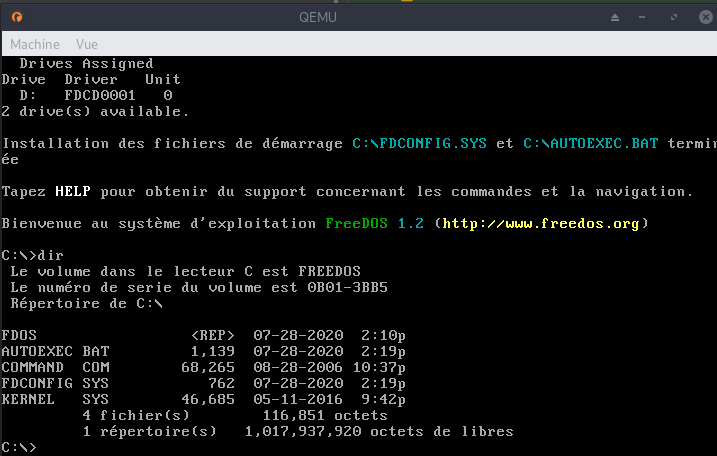 QEMU
Machine Vue
Drives Assigned
Drive Driver Unit
D: FDCD0001 0
2 drive(s) available.
Installation des fichiers de démarrage C:\FDCONFIG.SYS et C:\AUTOEXEC.BAT termin
ée
Tapez HELP pour obtenir du support concernant les commandes et la navigation.
Bienvenue au système d'exploitation FreeDOS 1.2 (http://www.freedos.org)
C:\>dir
Le volume dans le lecteur C est FREEDOS
Le numéro de serie du volume est 0B01-3BB5
Répertoire de C:\
FDOS <REP> 07-28-2020 2:10p
AUTOEXEC BAT 1,139 07-28-2020 2:19p
COMMAND COM 68,265 08-28-2006 10:37p
FDCONFIG SYS 762 07-28-2020 2:19p
KERNEL SYS 46,685 05-11-2016 9:42p
4 fichier(s) 116,851 octets
1 répertoire(s) 1,017,937,920 octets de libres
C:\>